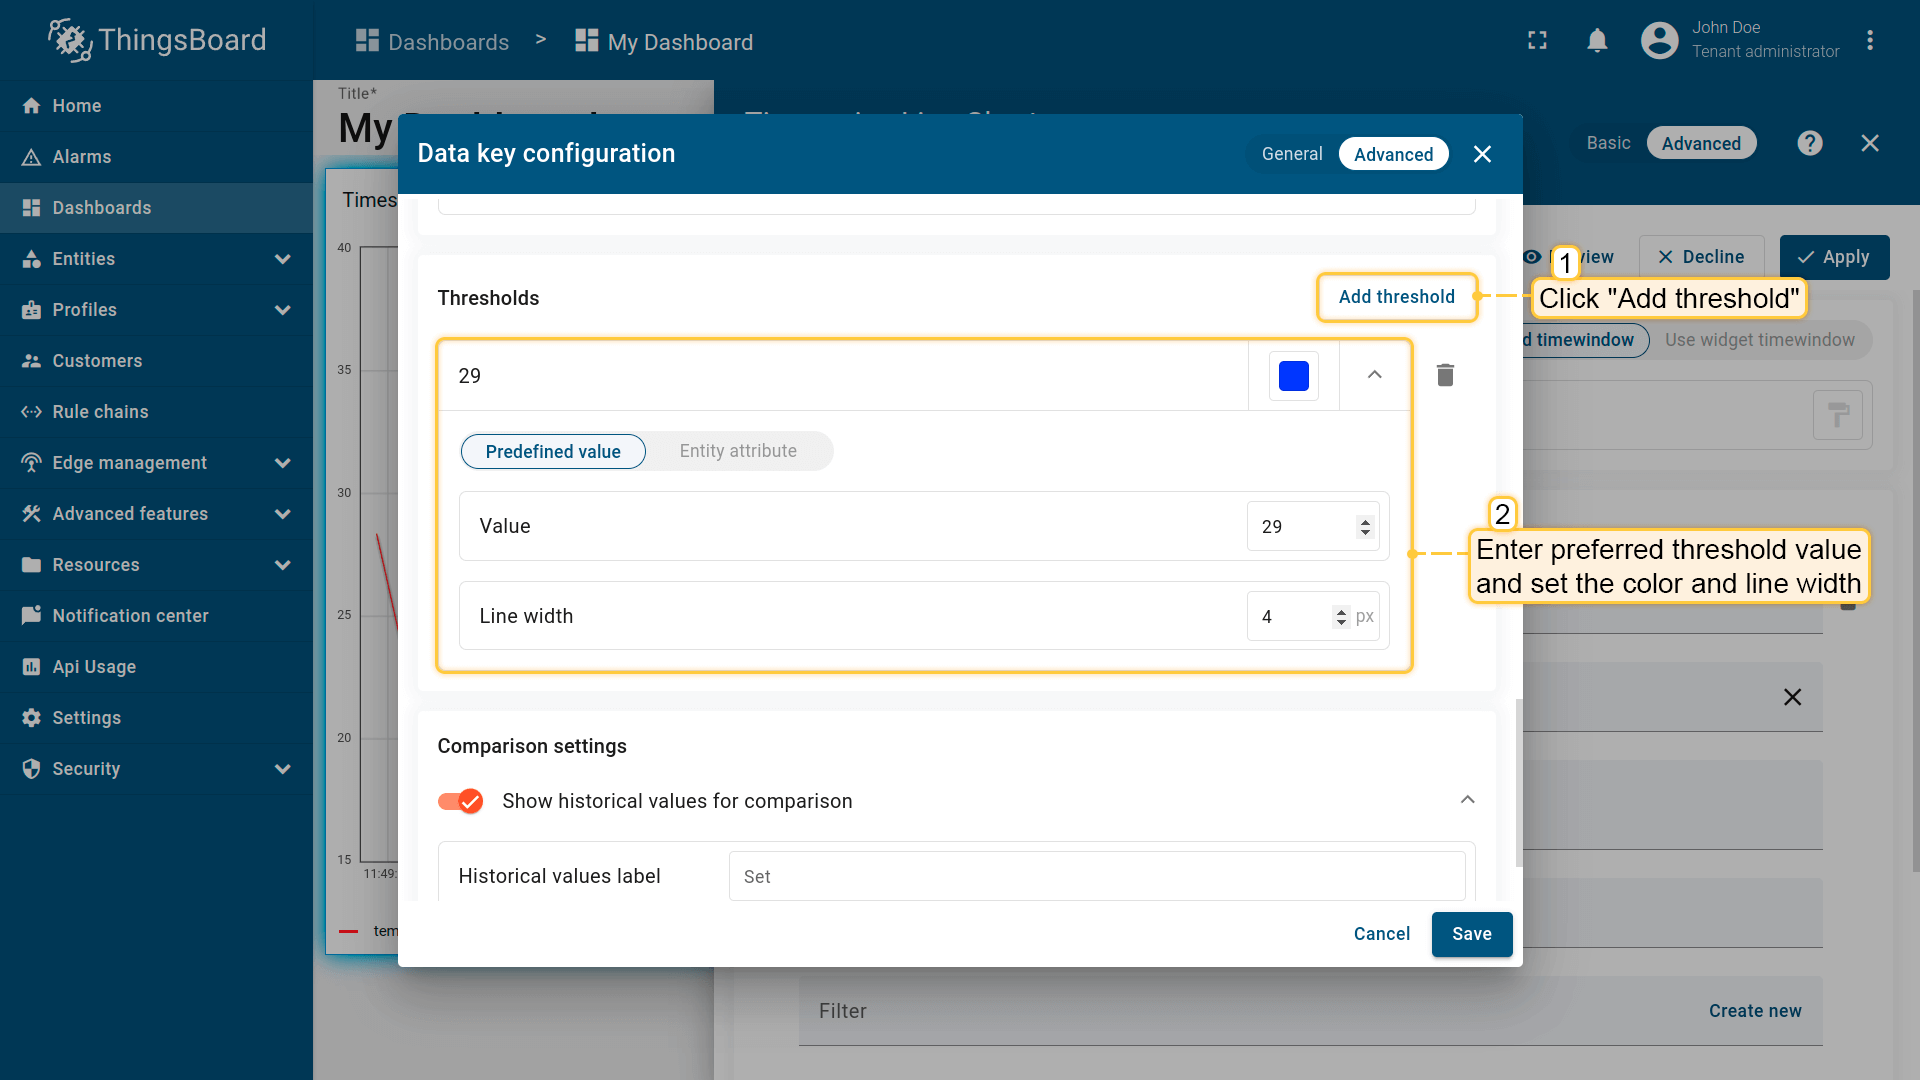 ThingsBoard
Dashboards > My Dashboard
John Doe
Tenant administrator
Home
Alarms
Dashboards
Entities
Profiles
Customers
Rule chains
Edge management
Advanced features
Resources
Notification center
Api Usage
Settings
Security
Title*
My
Times
40
35
30
25
20
15
11:49:
tem
Basic
Advanced
Decline
Apply
d timewindow
Use widget timewindow
Filter
Create new
Data key configuration
General
Advanced
Thresholds
Add threshold
29
Predefined value
Entity attribute
Value
29
Line width
4 px
Comparison settings
Show historical values for comparison
Historical values label
Set
Cancel
Save
1
Click "Add threshold"
2
Enter preferred threshold value
and set the color and line width